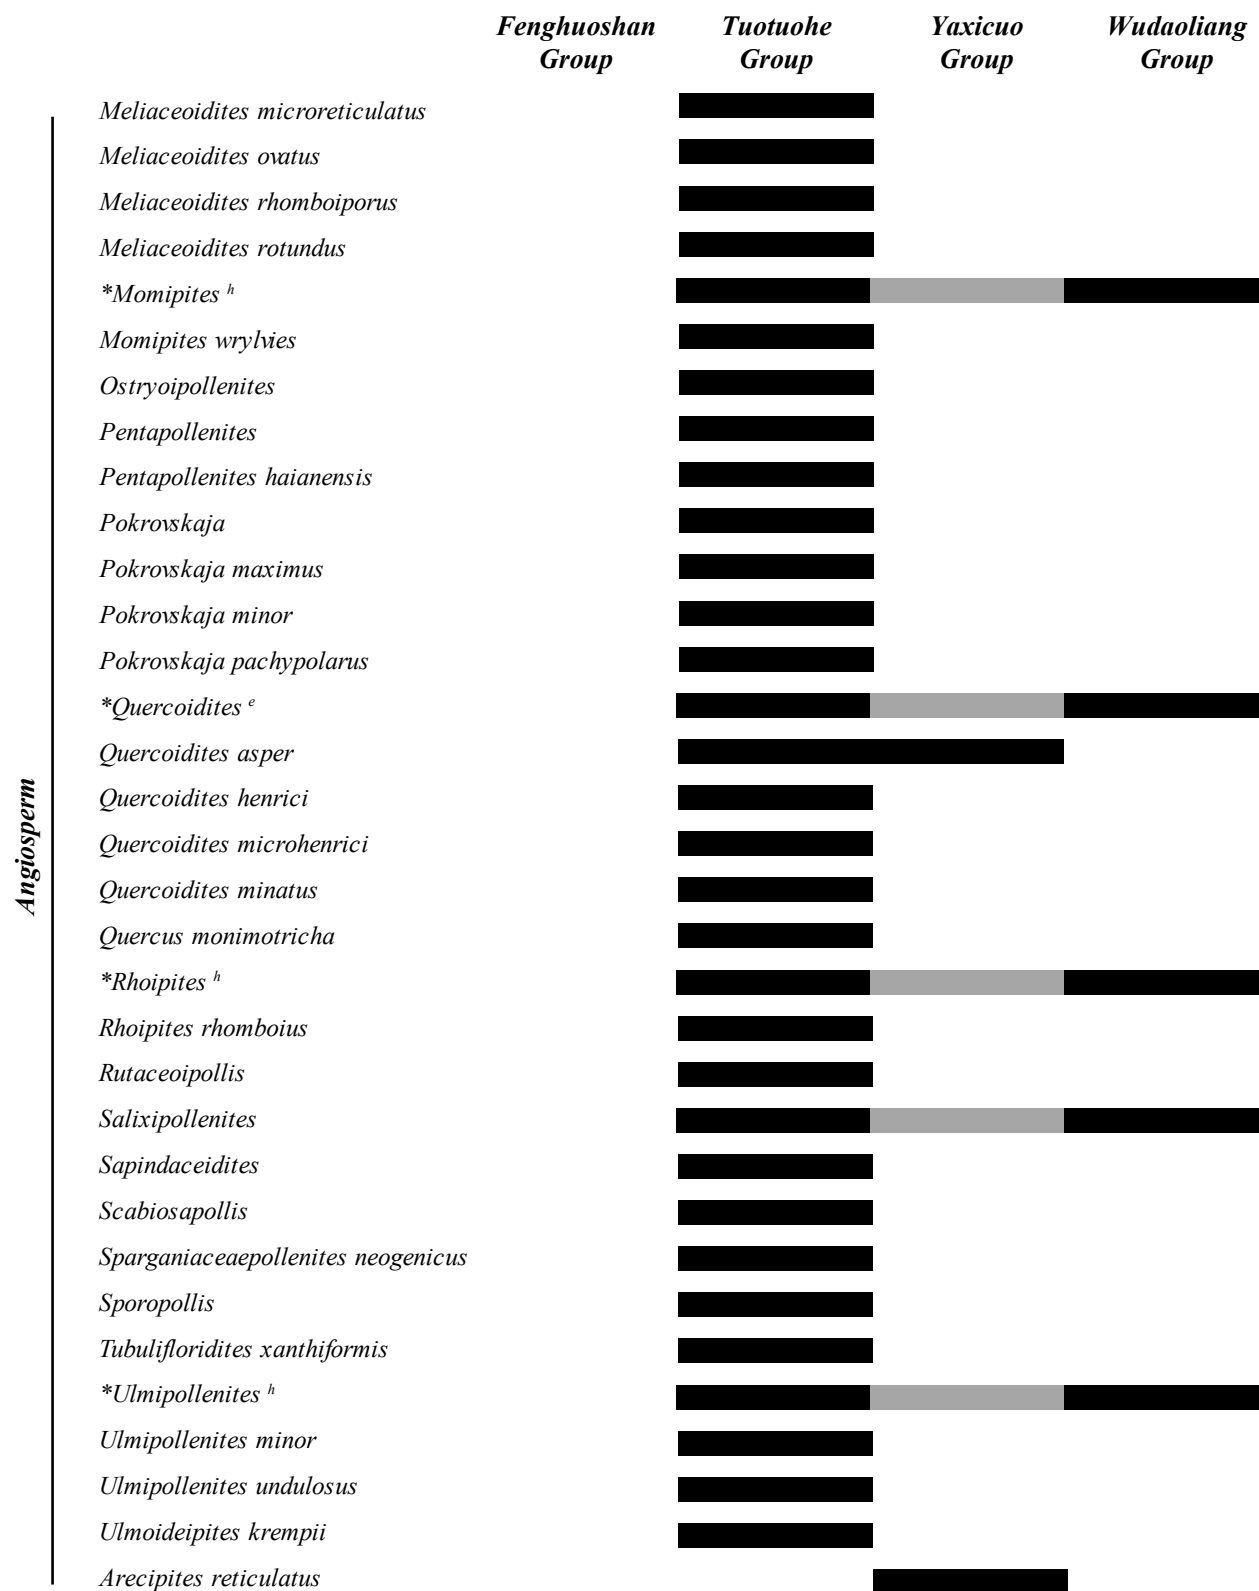 Fenghuoshan Tuotuohe Yaxicuo Wudaoliang
Group Group Group Group
Meliaceoidites microreticulatus
Meliaceoidites ovatus
Meliaceoidites rhomboiporus
Meliaceoidites rotundus
*Momipites h
Momipites wrylvies
Ostryoipollenites
Pentapollenites
Pentapollenites haianensis
Pokrovskaja
Pokrovskaja maximus
Pokrovskaja minor
Pokrovskaja pachypolarus
*Quercoidites e
Quercoidites asper
Quercoidites henrici
Quercoidites microhenrici
Quercoidites minatus
Quercus monimotricha
*Rhoipites h
Rhoipites rhomboius
Rutaceoipollis
Salixipollenites
Sapindaceidites
Scabiosapollis
Sparganiaceaepollenites neogenicus
Sporopollis
Tubulifloridites xanthiformis
*Ulmipollenites h
Ulmipollenites minor
Ulmipollenites undulosus
Ulmoideipites krempii
Arecipites reticulatus
Angiosperm